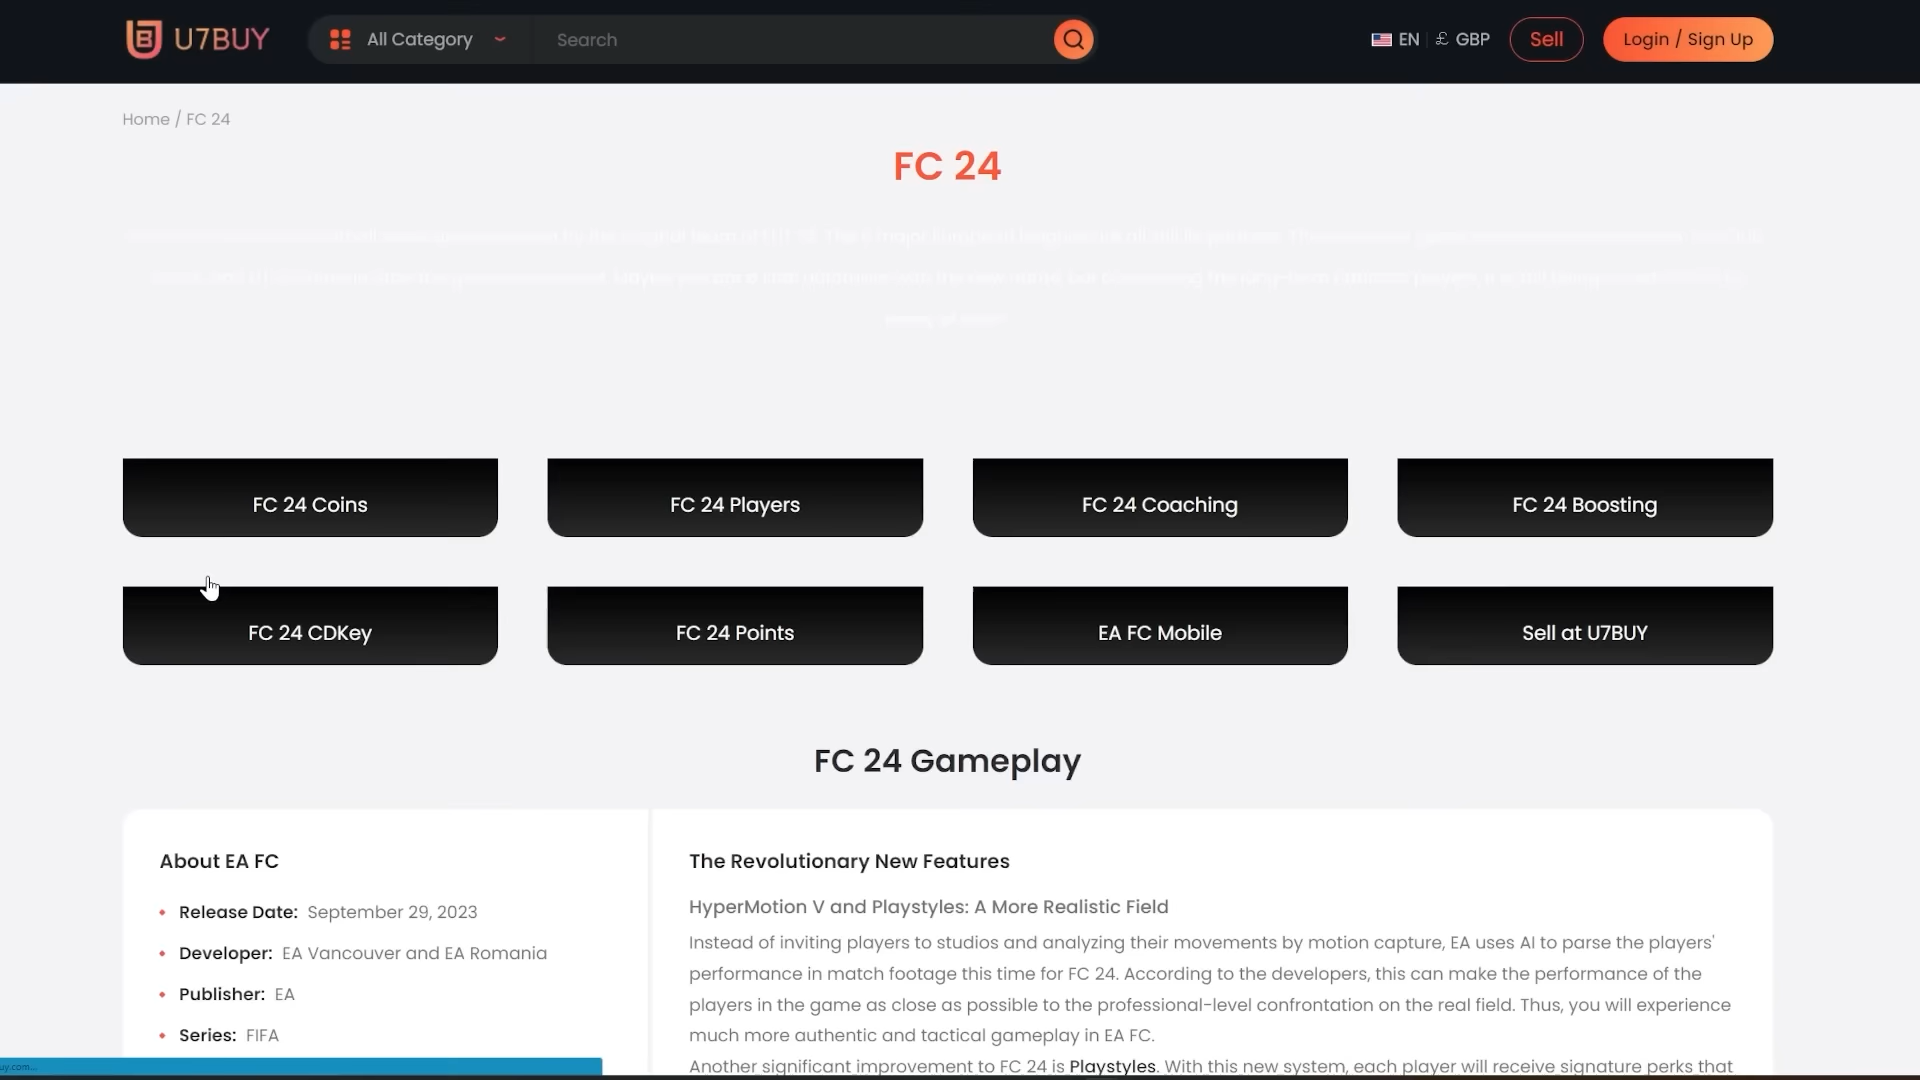 U7BUY
All Category
Search
EN
£ GBP
Sell
Login / Sign Up
Home / FC 24
FC 24
FC 24 Coins
FC 24 Players
FC 24 Coaching
FC 24 Boosting
FC 24 CDKey
FC 24 Points
EA FC Mobile
Sell at U7BUY
FC 24 Gameplay
About EA FC
Release Date: September 29, 2023
Developer: EA Vancouver and EA Romania
Publisher: EA
Series: FIFA
The Revolutionary New Features
HyperMotion V and Playstyles: A More Realistic Field
Instead of inviting players to studios and analyzing their movements by motion capture, EA uses AI to parse the players'
performance in match footage this time for FC 24. According to the developers, this can make the performance of the
players in the game as close as possible to the professional-level confrontation on the real field. Thus, you will experience
much more authentic and tactical gameplay in EA FC.
Another significant improvement to FC 24 is Playstyles. With this new system, each player will receive signature perks that
uy.com...